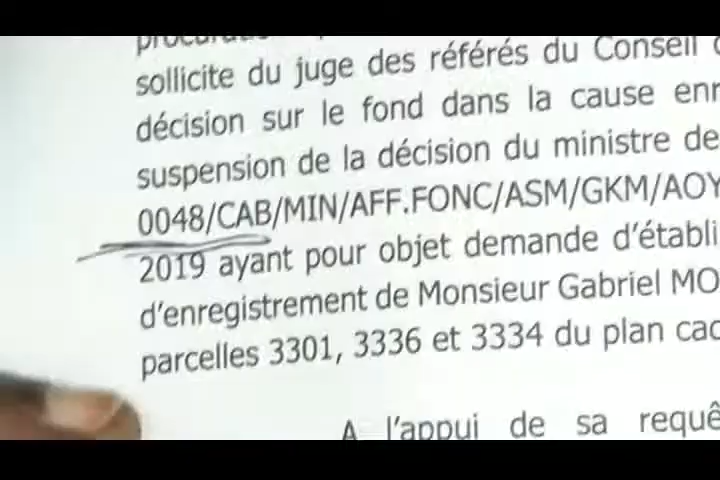 sollicite du juge des référés du Conseil
décision sur le fond dans la cause
suspension de la décision du ministre de
0048/CAB/MIN/AFF.FONC/ASM/GKM/AOY
2019 ayant pour objet demande d'établi
d'enregistrement de Monsieur Gabriel MO
parcelles 3301, 3336 et 3334 du plan cad
A l'appui de sa requê